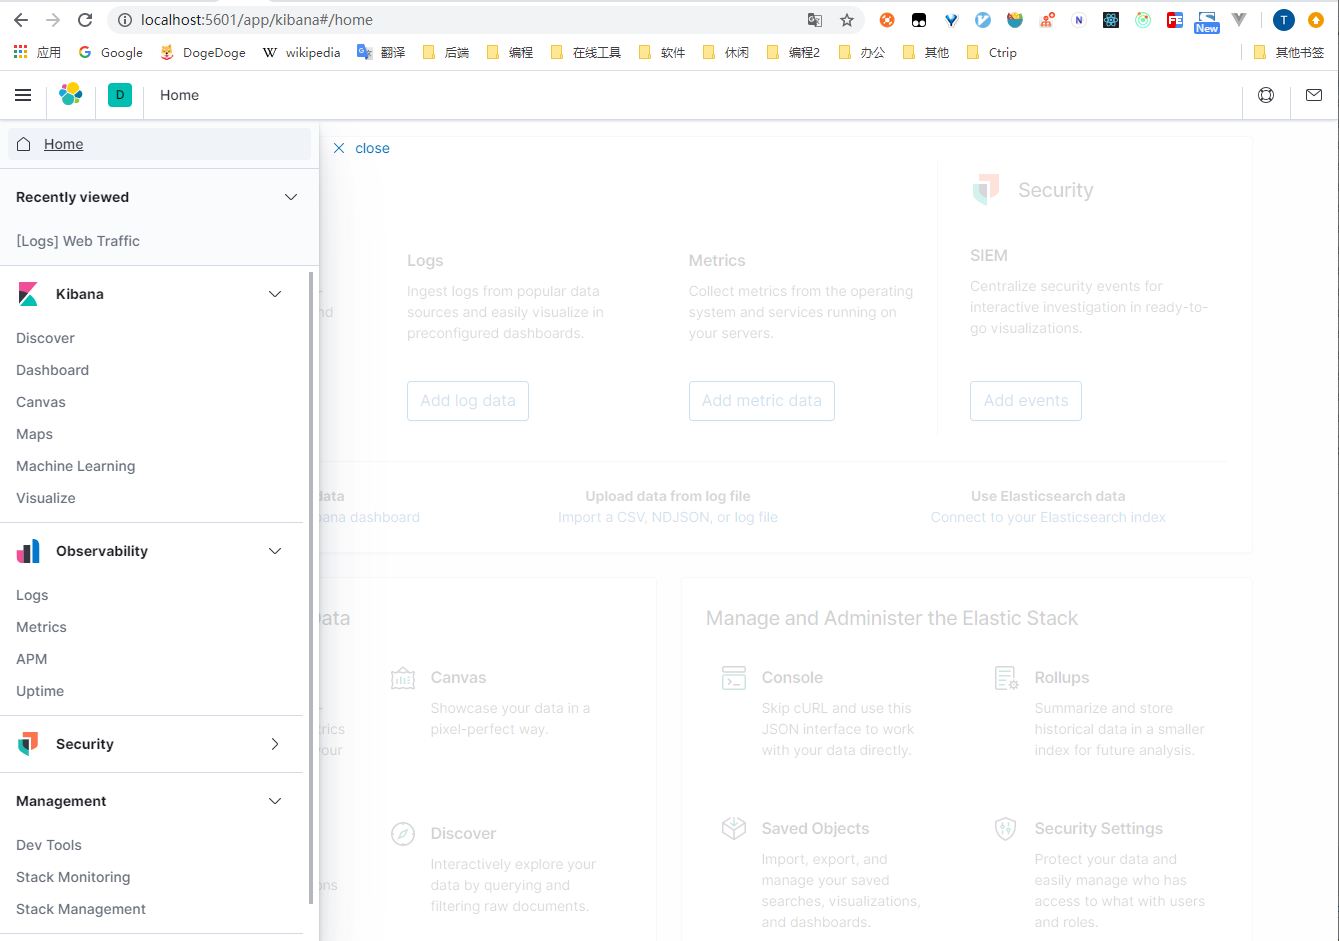 localhost:5601/app/kibana#/home
New
T
应用
Google
DogeDoge
W wikipedia
翻译
后端
编程
在线工具
软件
休闲
编程2
办公
其他
Ctrip
其他书签
D
Home
Home
close
Recently viewed
[Logs] Web Traffic
Kibana
Discover
Dashboard
Canvas
Maps
Machine Learning
Visualize
Observability
Logs
Metrics
APM
Uptime
Security
Management
Dev Tools
Stack Monitoring
Stack Management
Logs
Ingest logs from popular data
sources and easily visualize in
preconfigured dashboards.
Add log data
Metrics
Collect metrics from the operating
system and services running on
your servers.
Add metric data
Security
SIEM
Centralize security events for
interactive investigation in ready-to-
go visualizations.
Add events
data
dashboard
Upload data from log file
Import a CSV, NDJSON, or log file
Use Elasticsearch data
Connect to your Elasticsearch index
Canvas
Showcase your data in a
pixel-perfect way.
Discover
Interactively explore your
data by querying and
filtering raw documents.
Manage and Administer the Elastic Stack
Console
Skip cURL and use this
JSON interface to work
with your data directly.
Rollups
Summarize and store
historical data in a smaller
index for future analysis.
Saved Objects
Import, export, and
manage your saved
searches, visualizations,
and dashboards.
Security Settings
Protect your data and
easily manage who has
access to what with users
and roles.